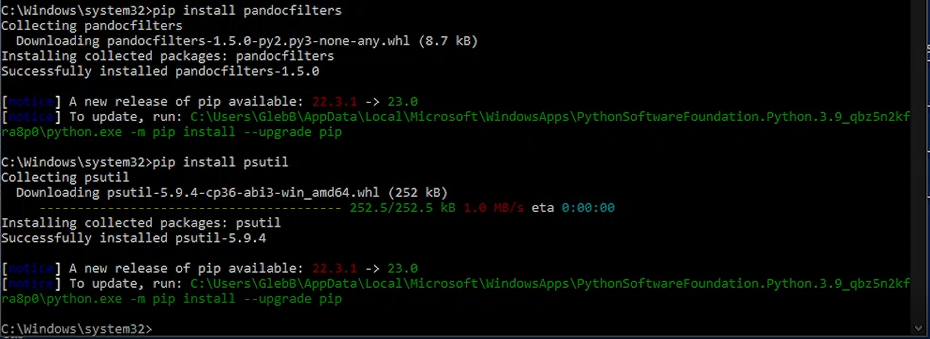 C:\Windows\system32>pip install pandocfilters
Collecting pandocfilters
  Downloading pandocfilters-1.5.0-py2.py3-none-any.whl (8.7 kB)
Installing collected packages: pandocfilters
Successfully installed pandocfilters-1.5.0
[notice] A new release of pip available: 22.3.1 -> 23.0
[notice] To update, run: C:\Users\GlebB\AppData\Local\Microsoft\WindowsApps\PythonSoftwareFoundation.Python.3.9_qbz5n2kf
ra8p0\python.exe -m pip install --upgrade pip
C:\Windows\system32>pip install psutil
Collecting psutil
  Downloading psutil-5.9.4-cp36-abi3-win_amd64.whl (252 kB)
     ---------------------------------------- 252.5/252.5 kB 1.0 MB/s eta 0:00:00
Installing collected packages: psutil
Successfully installed psutil-5.9.4
[notice] A new release of pip available: 22.3.1 -> 23.0
[notice] To update, run: C:\Users\GlebB\AppData\Local\Microsoft\WindowsApps\PythonSoftwareFoundation.Python.3.9_qbz5n2kf
ra8p0\python.exe -m pip install --upgrade pip
C:\Windows\system32>